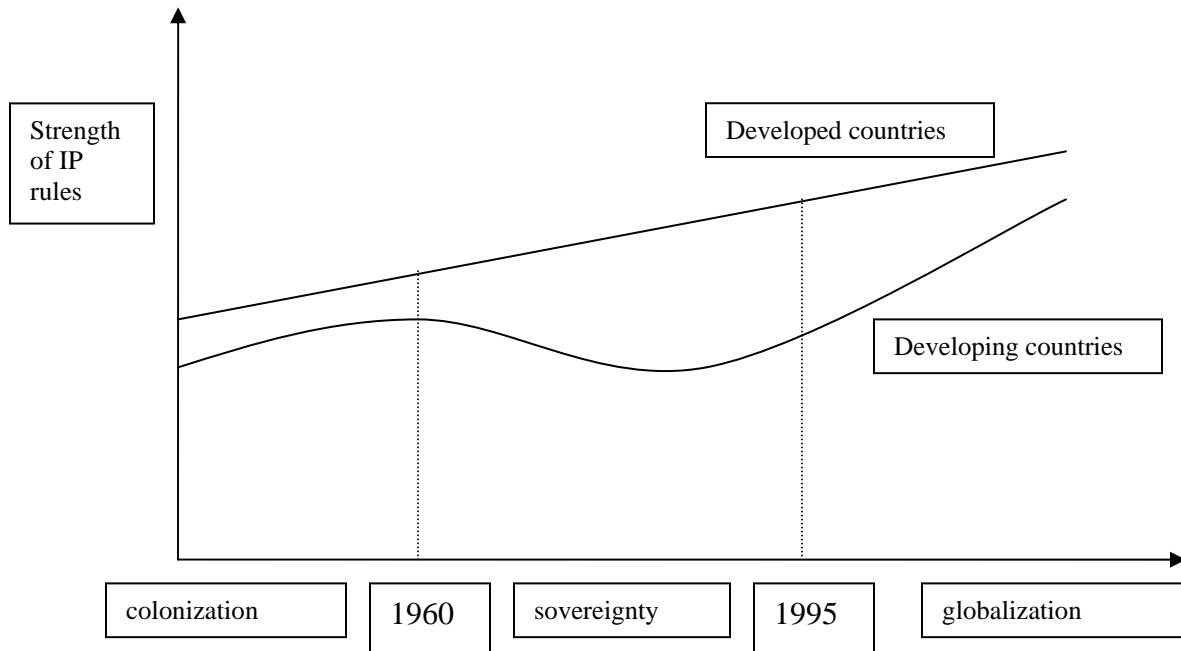 Strength
of IP
rules
Developed countries
Developing countries
colonization
1960
sovereignty
1995
globalization